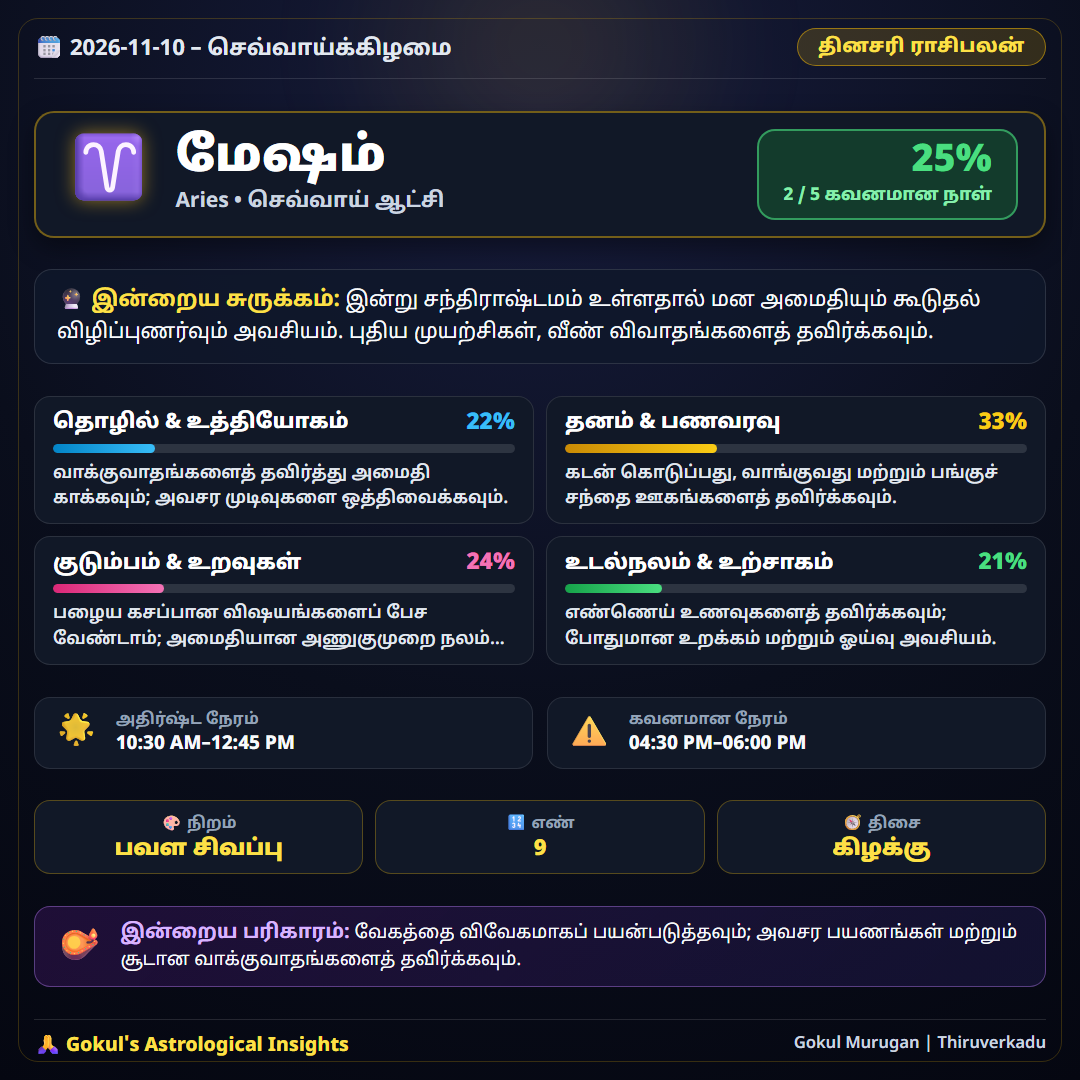 2026-11-10 – செவ்வாய்க்கிழமை
தினசரி ராசிபலன்
மேஷம்
Aries • செவ்வாய் ஆட்சி
25%
2 / 5 கவனமான நாள்
இன்றைய சுருக்கம்: இன்று சந்திராஷ்டமம் உள்ளதால் மன அமைதியும் கூடுதல்
விழிப்புணர்வும் அவசியம். புதிய முயற்சிகள், வீண் விவாதங்களைத் தவிர்க்கவும்.
தொழில் & உத்தியோகம் 22%
வாக்குவாதங்களைத் தவிர்த்து அமைதி
காக்கவும்; அவசர முடிவுகளை ஒத்திவைக்கவும்.
தனம் & பணவரவு 33%
கடன் கொடுப்பது, வாங்குவது மற்றும் பங்குச்
சந்தை ஊகங்களைத் தவிர்க்கவும்.
குடும்பம் & உறவுகள் 24%
பழைய கசப்பான விஷயங்களைப் பேச
வேண்டாம்; அமைதியான அணுகுமுறை நலம்...
உடல்நலம் & உற்சாகம் 21%
எண்ணெய் உணவுகளைத் தவிர்க்கவும்;
போதுமான உறக்கம் மற்றும் ஓய்வு அவசியம்.
அதிர்ஷ்ட நேரம்
10:30 AM–12:45 PM
கவனமான நேரம்
04:30 PM–06:00 PM
நிறம்
பவள சிவப்பு
எண்
9
திசை
கிழக்கு
இன்றைய பரிகாரம்: வேகத்தை விவேகமாகப் பயன்படுத்தவும்; அவசர பயணங்கள் மற்றும்
சூடான வாக்குவாதங்களைத் தவிர்க்கவும்.
Gokul's Astrological Insights
Gokul Murugan | Thiruverkadu